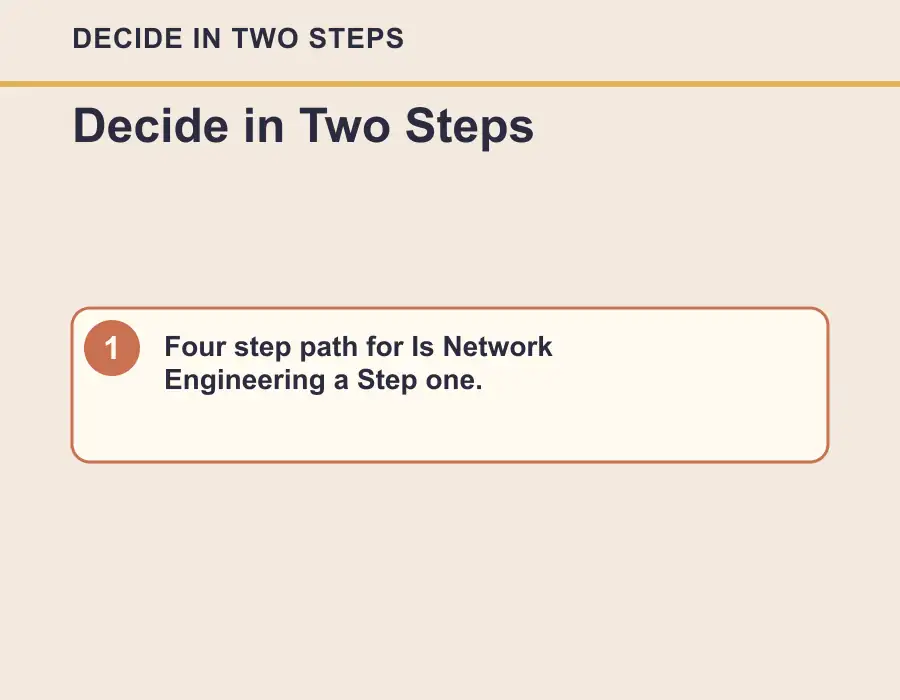 DECIDE IN TWO STEPS
Decide in Two Steps
1
Four step path for Is Network
Engineering a Step one.